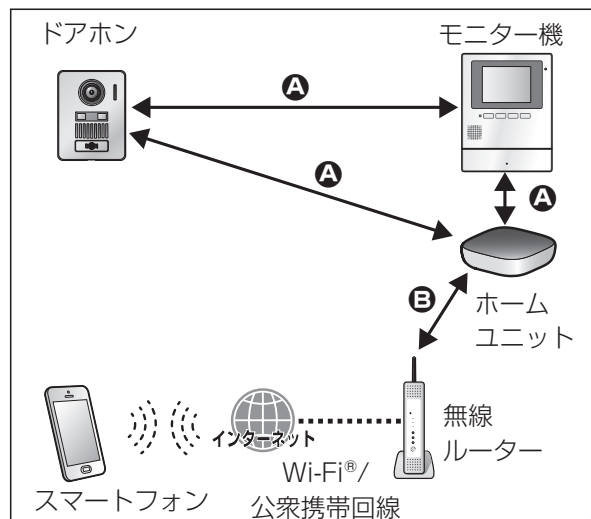 ドアホン
モニター機
A
A
A
B
ホーム
ユニット
インターネット
無線
ルーター
Wi-Fi®/
公衆携帯回線
スマートフォン